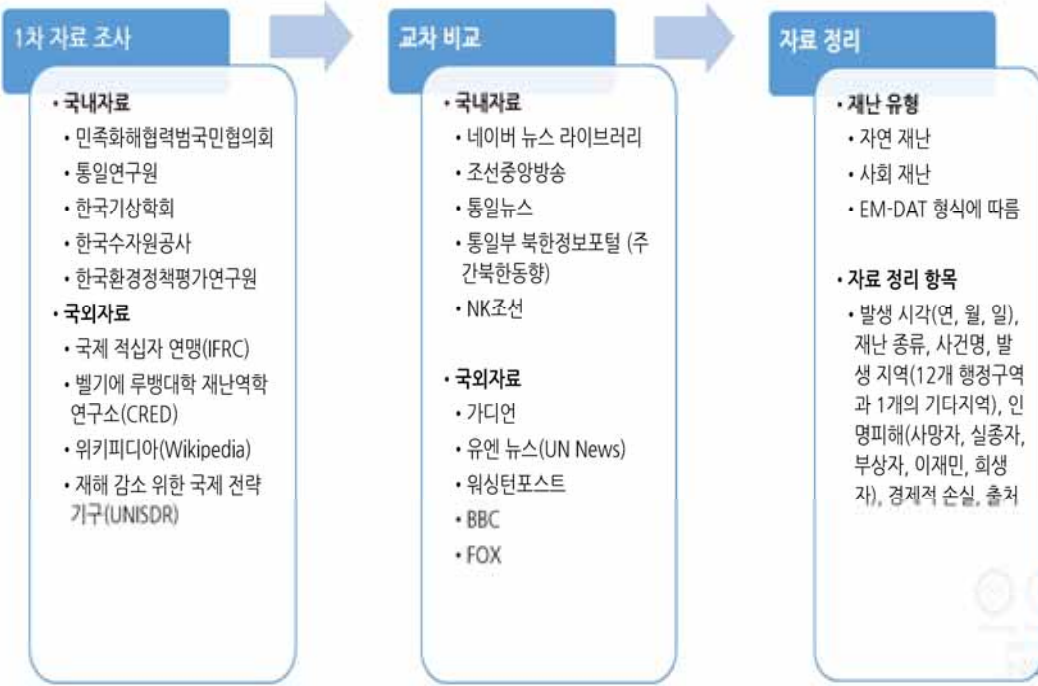 1차 자료 조사
• 국내자료
• 민족화해협력범국민협의회
• 통일연구원
• 한국기상학회
• 한국수자원공사
• 한국환경정책평가연구원
• 국외자료
• 국제 적십자 연맹(IFRC)
• 벨기에 루뱅대학 재난역학
연구소(CRED)
• 위키피디아(Wikipedia)
• 재해 감소 위한 국제 전략
기구(UNISDR)
교차 비교
• 국내자료
• 네이버 뉴스 라이브러리
• 조선중앙방송
• 통일뉴스
• 통일부 북한정보포털 (주
간북한동향)
• NK조선
• 국외자료
• 가디언
• 유엔 뉴스(UN News)
• 워싱턴포스트
• BBC
• FOX
자료 정리
• 재난 유형
• 자연 재난
• 사회 재난
• EM-DAT 형식에 따름
• 자료 정리 항목
• 발생 시각(연, 월, 일),
재난 종류, 사건명, 발
생 지역(12개 행정구역
과 1개의 기타지역), 인
명피해(사망자, 실종자,
부상자, 이재민, 희생
자), 경제적 손실, 출처